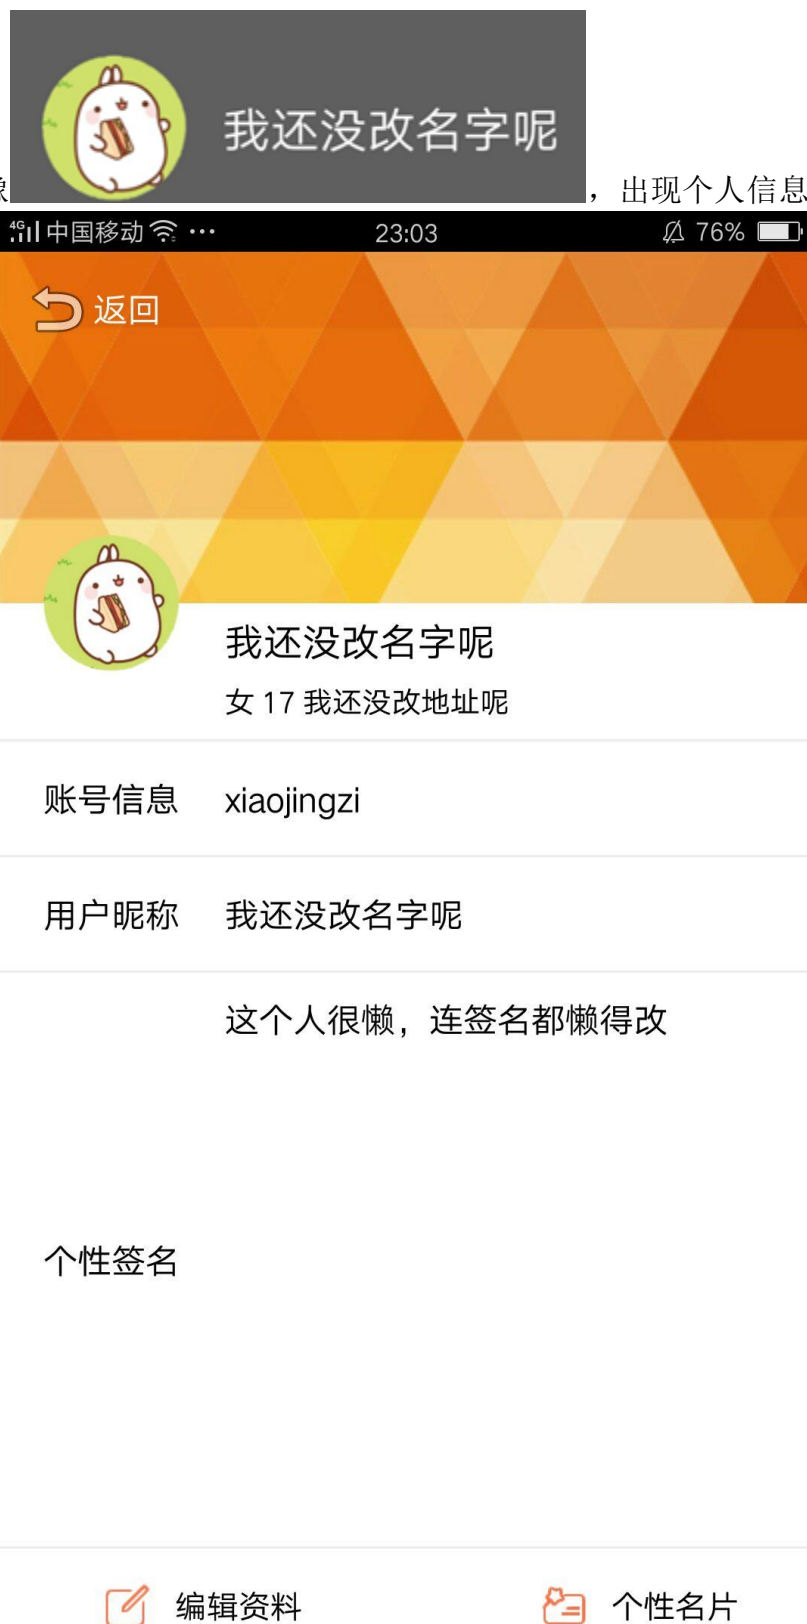 我还没改名字呢
像，出现个人信息
4G 中国移动 ··· 23:03 76%
返回
我还没改名字呢
女 17 我还没改地址呢
账号信息 xiaojingzi
用户昵称 我还没改名字呢
这个人很懒，连签名都懒得改
个性签名
编辑资料 个性名片